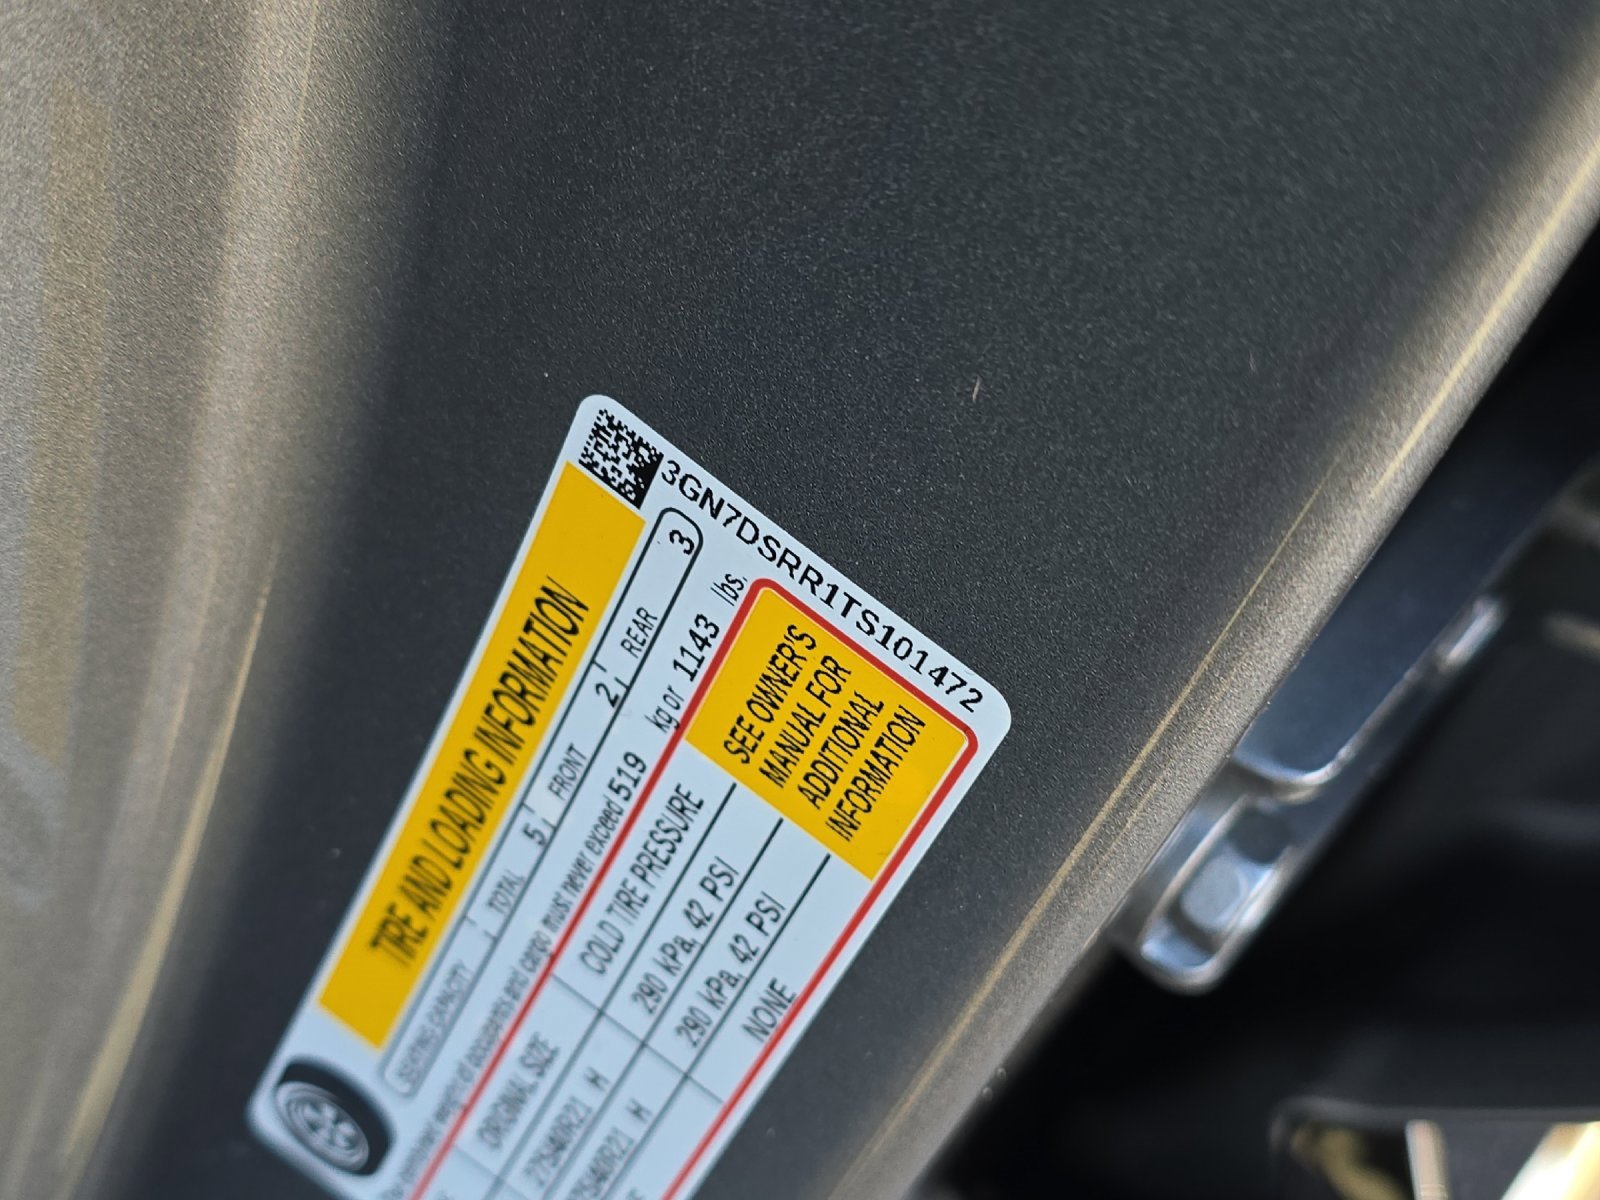 3GN7DSRR1TS101472
TIRE AND LOADING INFORMATION
SEATING CAPACITY TOTAL 5 FRONT 2 REAR 3
The combined weight of occupants and cargo must never exceed 519 kg or 1143 lbs.
ORIGINAL SIZE COLD TIRE PRESSURE
275/40R21 H 290 kPa, 42 PSI
275/40R21 H 290 kPa, 42 PSI
NONE
SEE OWNER'S
MANUAL FOR
ADDITIONAL
INFORMATION